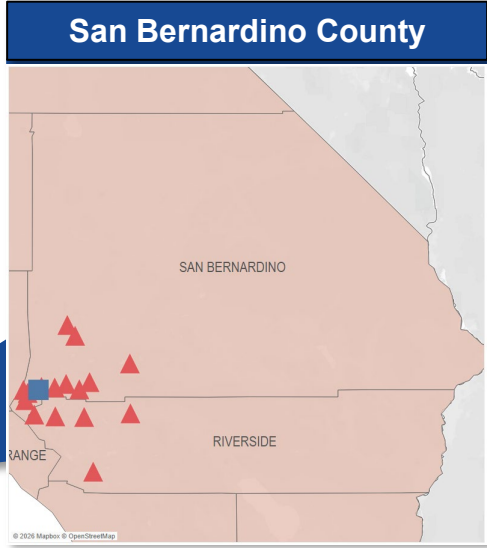 San Bernardino County
SAN BERNARDINO
RIVERSIDE
RANGE
© 2026 Mapbox © OpenStreetMap